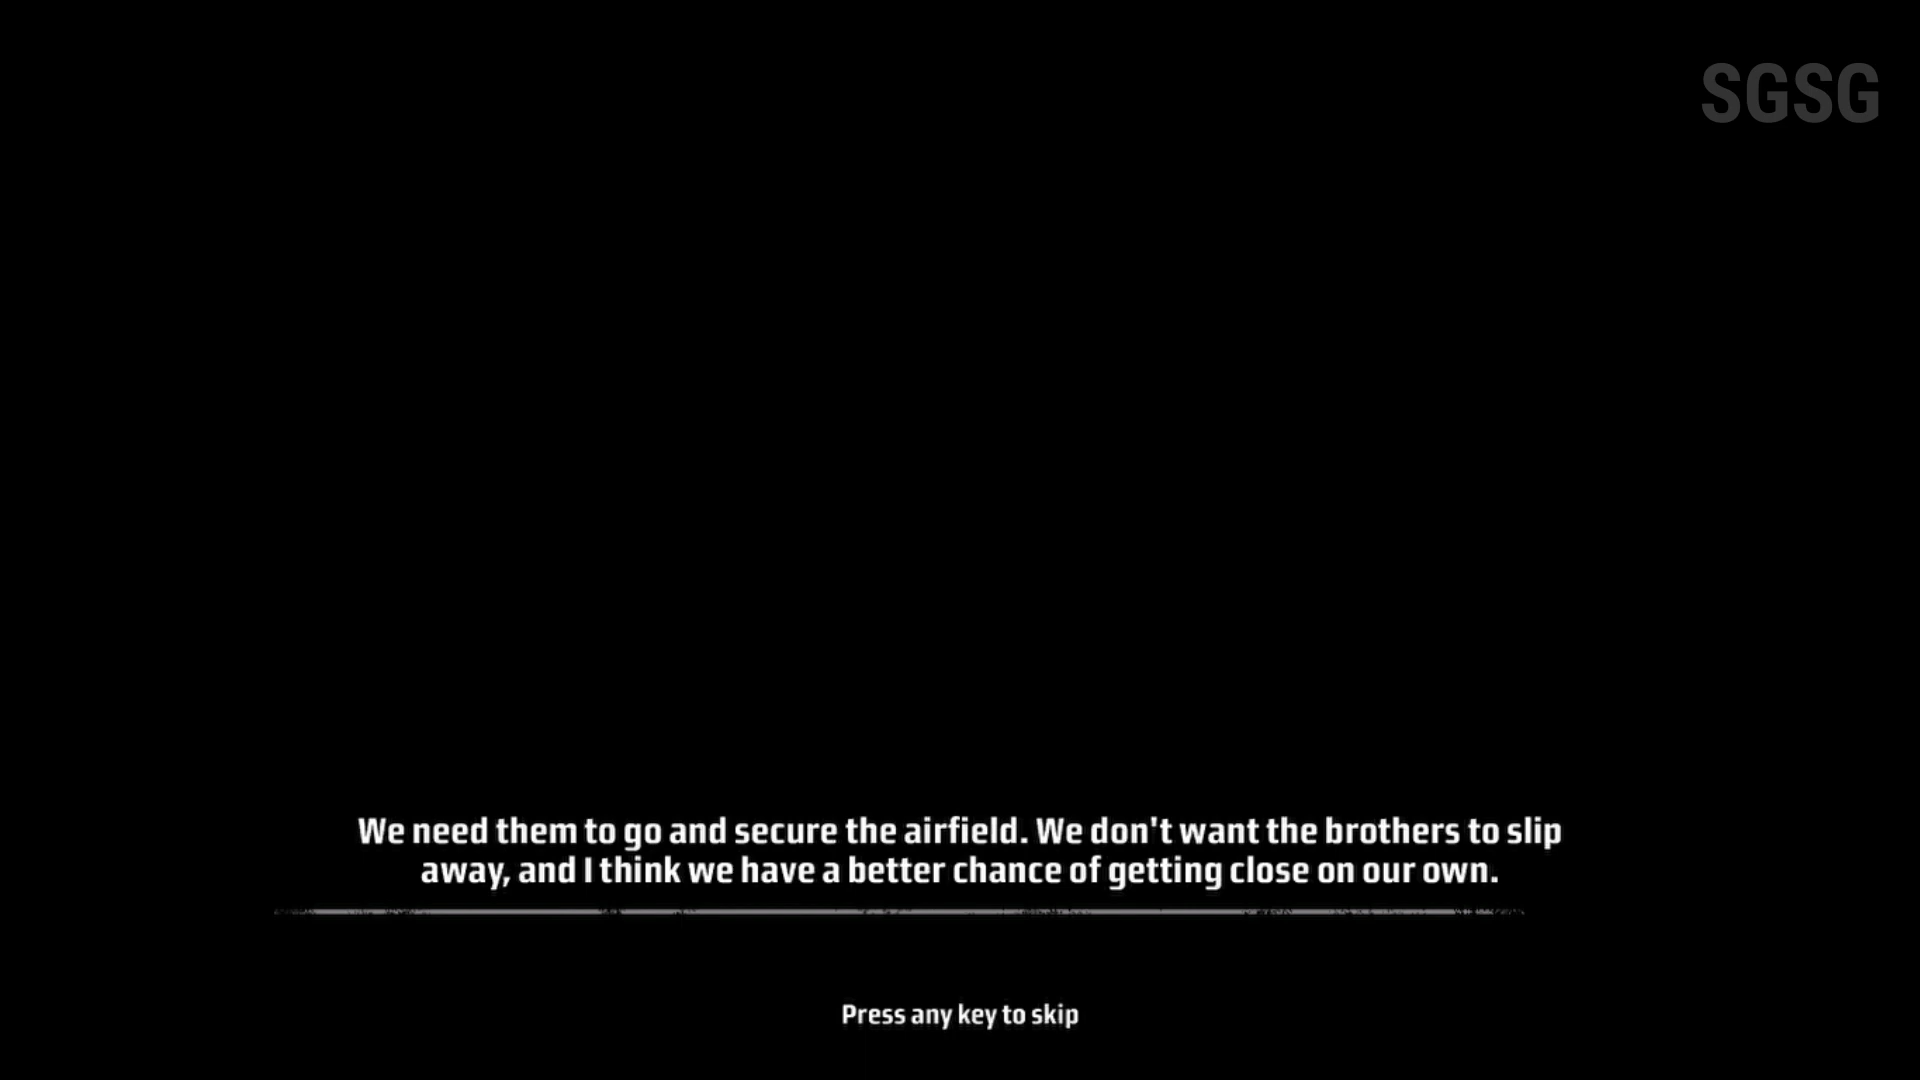 SGSG
We need them to go and secure the airfield. We don't want the brothers to slip
away, and I think we have a better chance of getting close on our own.
Press any key to skip